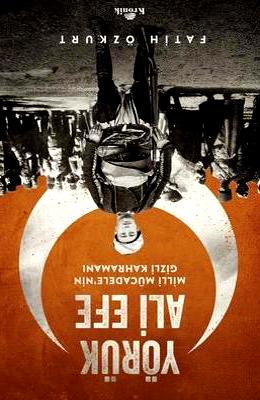 YÖRÜK
ALİ EFE
MİLLİ MÜCADELE'NİN
GİZLİ KAHRAMANI
FATİH ÖZKURT
Kronik